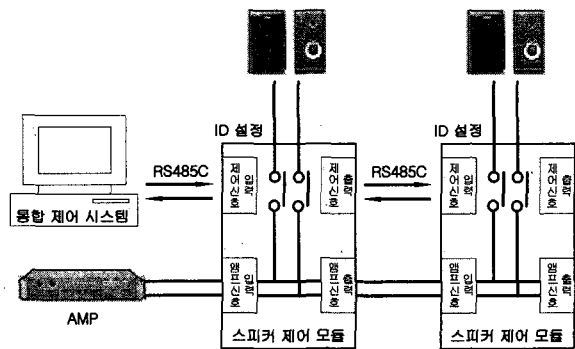 ID 설정
ID 설정
RS485C
RS485C
제어신호 입력
제어신호 출력
제어신호 입력
제어신호 출력
통합 제어 시스템
앰프신호 입력
앰프신호 출력
앰프신호 입력
앰프신호 출력
AMP
스피커 제어 모듈
스피커 제어 모듈